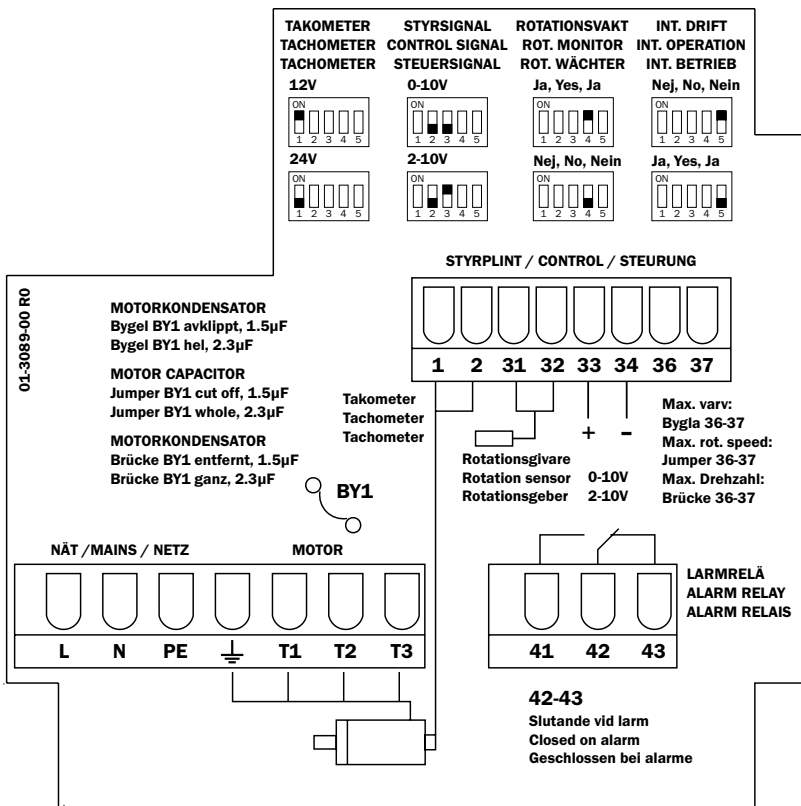 TAKOMETER
TACHOMETER
TACHOMETER
12V
ON
1 2 3 4 5
24V
ON
1 2 3 4 5
STYRSIGNAL
CONTROL SIGNAL
STEUERSIGNAL
0-10V
ON
1 2 3 4 5
2-10V
ON
1 2 3 4 5
ROTATIONSVAKT
ROT. MONITOR
ROT. WÄCHTER
Ja, Yes, Ja
ON
1 2 3 4 5
Nej, No, Nein
ON
1 2 3 4 5
INT. DRIFT
INT. OPERATION
INT. BETRIEB
Nej, No, Nein
ON
1 2 3 4 5
Ja, Yes, Ja
ON
1 2 3 4 5
01-3089-00 R0
MOTORKONDENSATOR
Bygel BY1 avklippt, 1.5µF
Bygel BY1 hel, 2.3µF
MOTOR CAPACITOR
Jumper BY1 cut off, 1.5µF
Jumper BY1 whole, 2.3µF
MOTORKONDENSATOR
Brücke BY1 entfernt, 1.5µF
Brücke BY1 ganz, 2.3µF
BY1
STYRPLINT / CONTROL / STEURUNG
1 2 31 32 33 34 36 37
Takometer
Tachometer
Tachometer
Rotationsgivare
Rotation sensor
Rotationsgeber
+ -
0-10V
2-10V
Max. varv:
Bygla 36-37
Max. rot. speed:
Jumper 36-37
Max. Drehzahl:
Brücke 36-37
NÄT /MAINS / NETZ
MOTOR
L N PE T1 T2 T3
41 42 43
LARMRELÄ
ALARM RELAY
ALARM RELAIS
42-43
Slutande vid larm
Closed on alarm
Geschlossen bei alarme